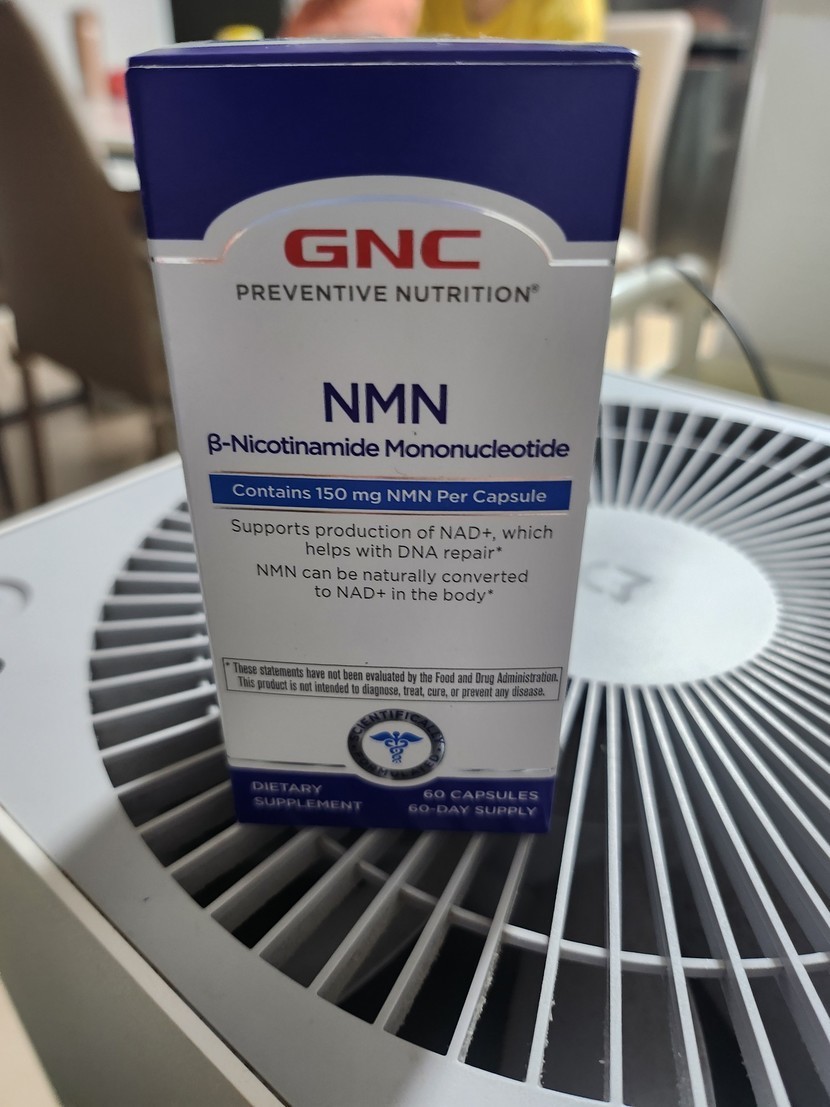 GNC
PREVENTIVE NUTRITION®
NMN
β-Nicotinamide Mononucleotide
Contains 150 mg NMN Per Capsule
Supports production of NAD+, which
helps with DNA repair*
NMN can be naturally converted
to NAD+ in the body*
* These statements have not been evaluated by the Food and Drug Administration.
This product is not intended to diagnose, treat, cure, or prevent any disease.
SCIENTIFICALLY
FORMULATED
DIETARY
SUPPLEMENT
60 CAPSULES
60-DAY SUPPLY